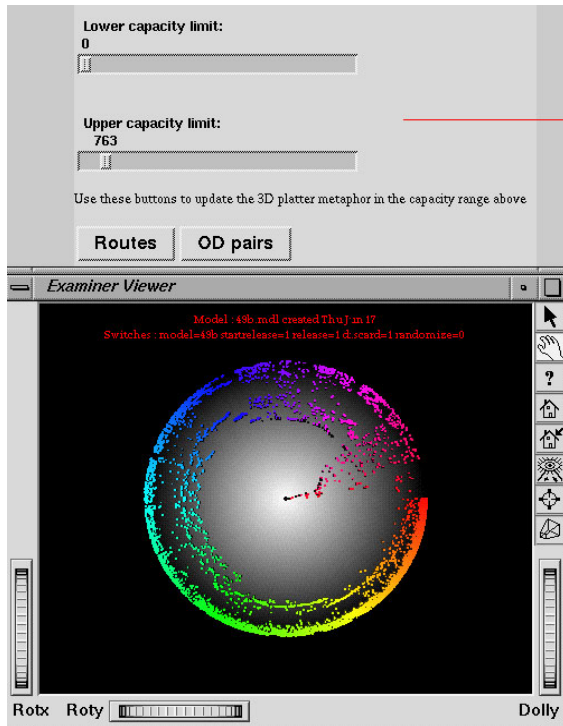 Lower capacity limit:
0
Upper capacity limit:
763
Use these buttons to update the 3D platter metaphor in the capacity range above
Routes OD pairs
Examiner Viewer
Model : 49b.mdl created Thu Jun 17
Switches : model=49b startrelease=1 release=1 discard=1 randomize=0
?
Rotx Roty Dolly